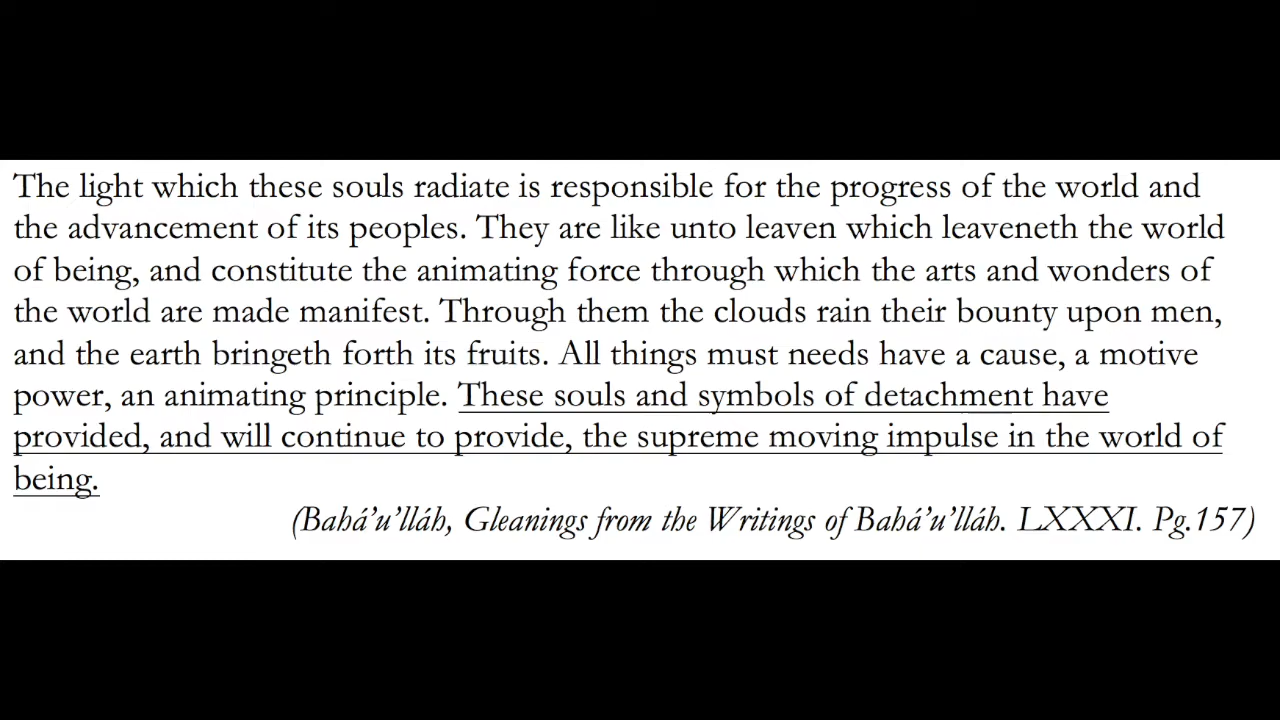 The light which these souls radiate is responsible for the progress of the world and
the advancement of its peoples. They are like unto leaven which leaveneth the world
of being, and constitute the animating force through which the arts and wonders of
the world are made manifest. Through them the clouds rain their bounty upon men,
and the earth bringeth forth its fruits. All things must needs have a cause, a motive
power, an animating principle. These souls and symbols of detachment have
provided, and will continue to provide, the supreme moving impulse in the world of
being.
(Bahá’u’lláh, Gleanings from the Writings of Bahá’u’lláh. LXXXI. Pg.157)